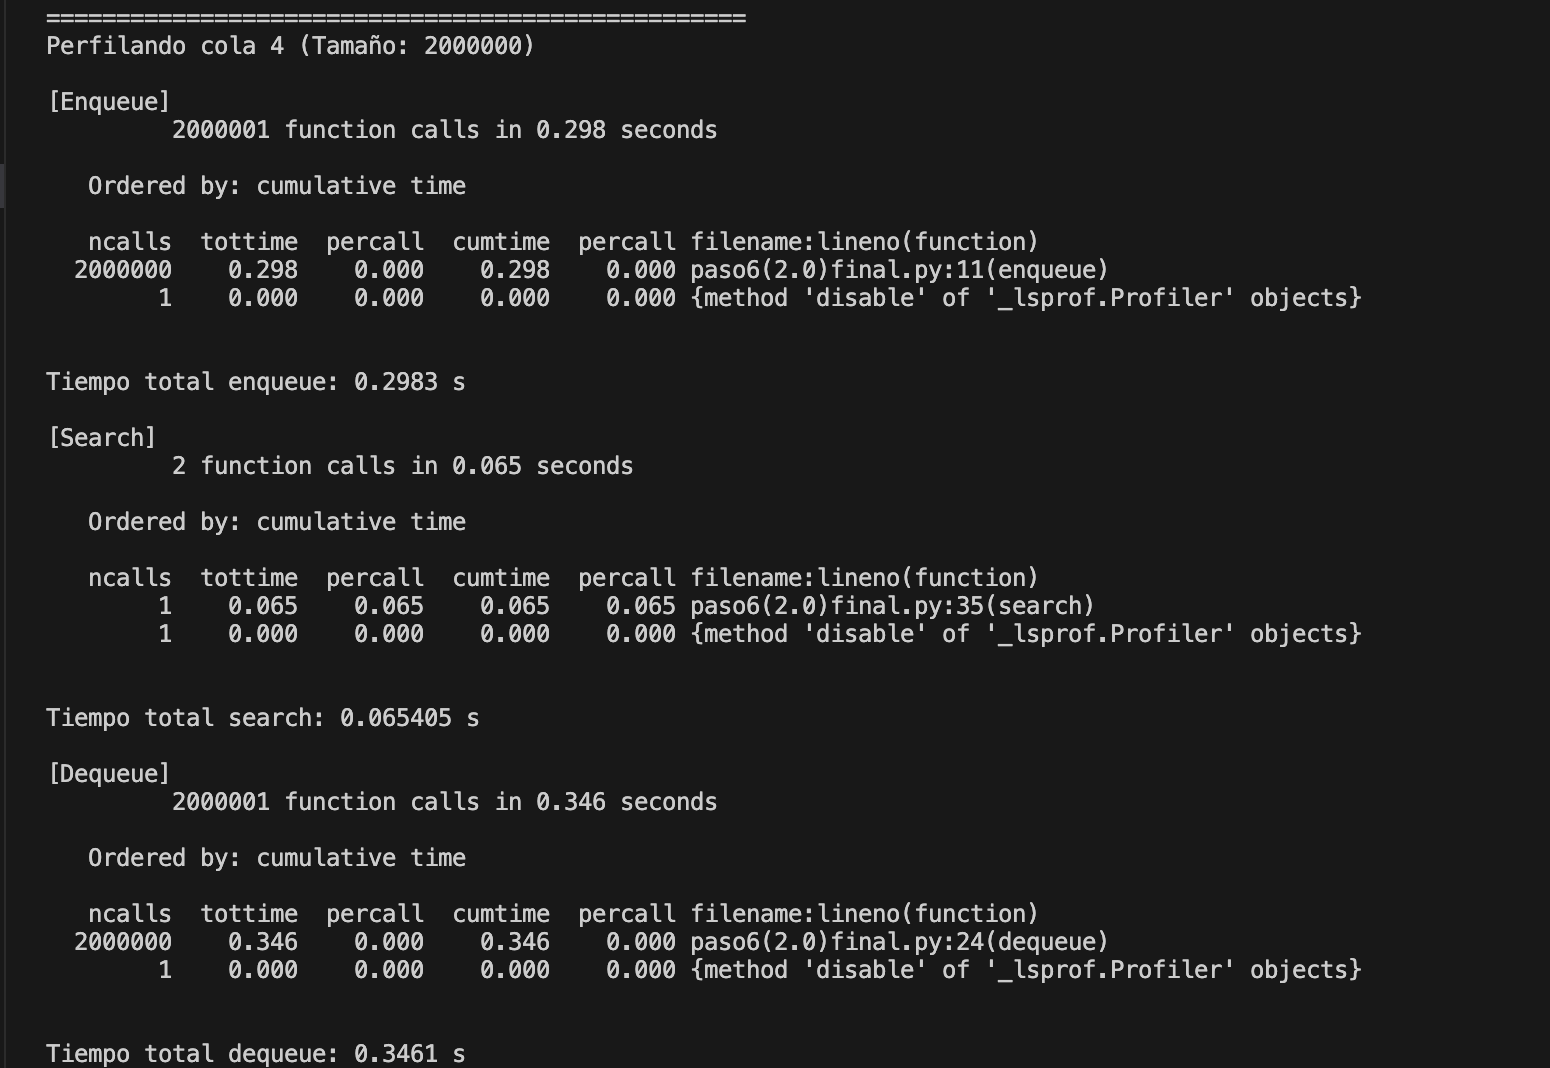 ==================================================
Perfilando cola 4 (Tamaño: 2000000)
[Enqueue]
2000001 function calls in 0.298 seconds
Ordered by: cumulative time
ncalls  tottime  percall  cumtime  percall filename:lineno(function)
2000000    0.298    0.000    0.298    0.000 paso6(2.0)final.py:11(enqueue)
1    0.000    0.000    0.000    0.000 {method 'disable' of '_lsprof.Profiler' objects}
Tiempo total enqueue: 0.2983 s
[Search]
2 function calls in 0.065 seconds
Ordered by: cumulative time
ncalls  tottime  percall  cumtime  percall filename:lineno(function)
1    0.065    0.065    0.065    0.065 paso6(2.0)final.py:35(search)
1    0.000    0.000    0.000    0.000 {method 'disable' of '_lsprof.Profiler' objects}
Tiempo total search: 0.065405 s
[Dequeue]
2000001 function calls in 0.346 seconds
Ordered by: cumulative time
ncalls  tottime  percall  cumtime  percall filename:lineno(function)
2000000    0.346    0.000    0.346    0.000 paso6(2.0)final.py:24(dequeue)
1    0.000    0.000    0.000    0.000 {method 'disable' of '_lsprof.Profiler' objects}
Tiempo total dequeue: 0.3461 s